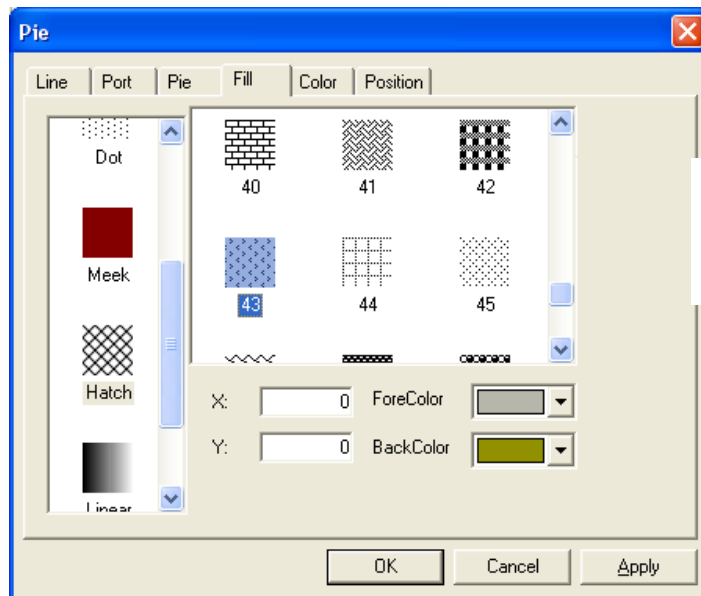 Pie
Line Port Pie Fill Color Position
Dot
Meek
Hatch
Linear
40 41 42
43 44 45
X: 0 ForeColor
Y: 0 BackColor
OK Cancel Apply